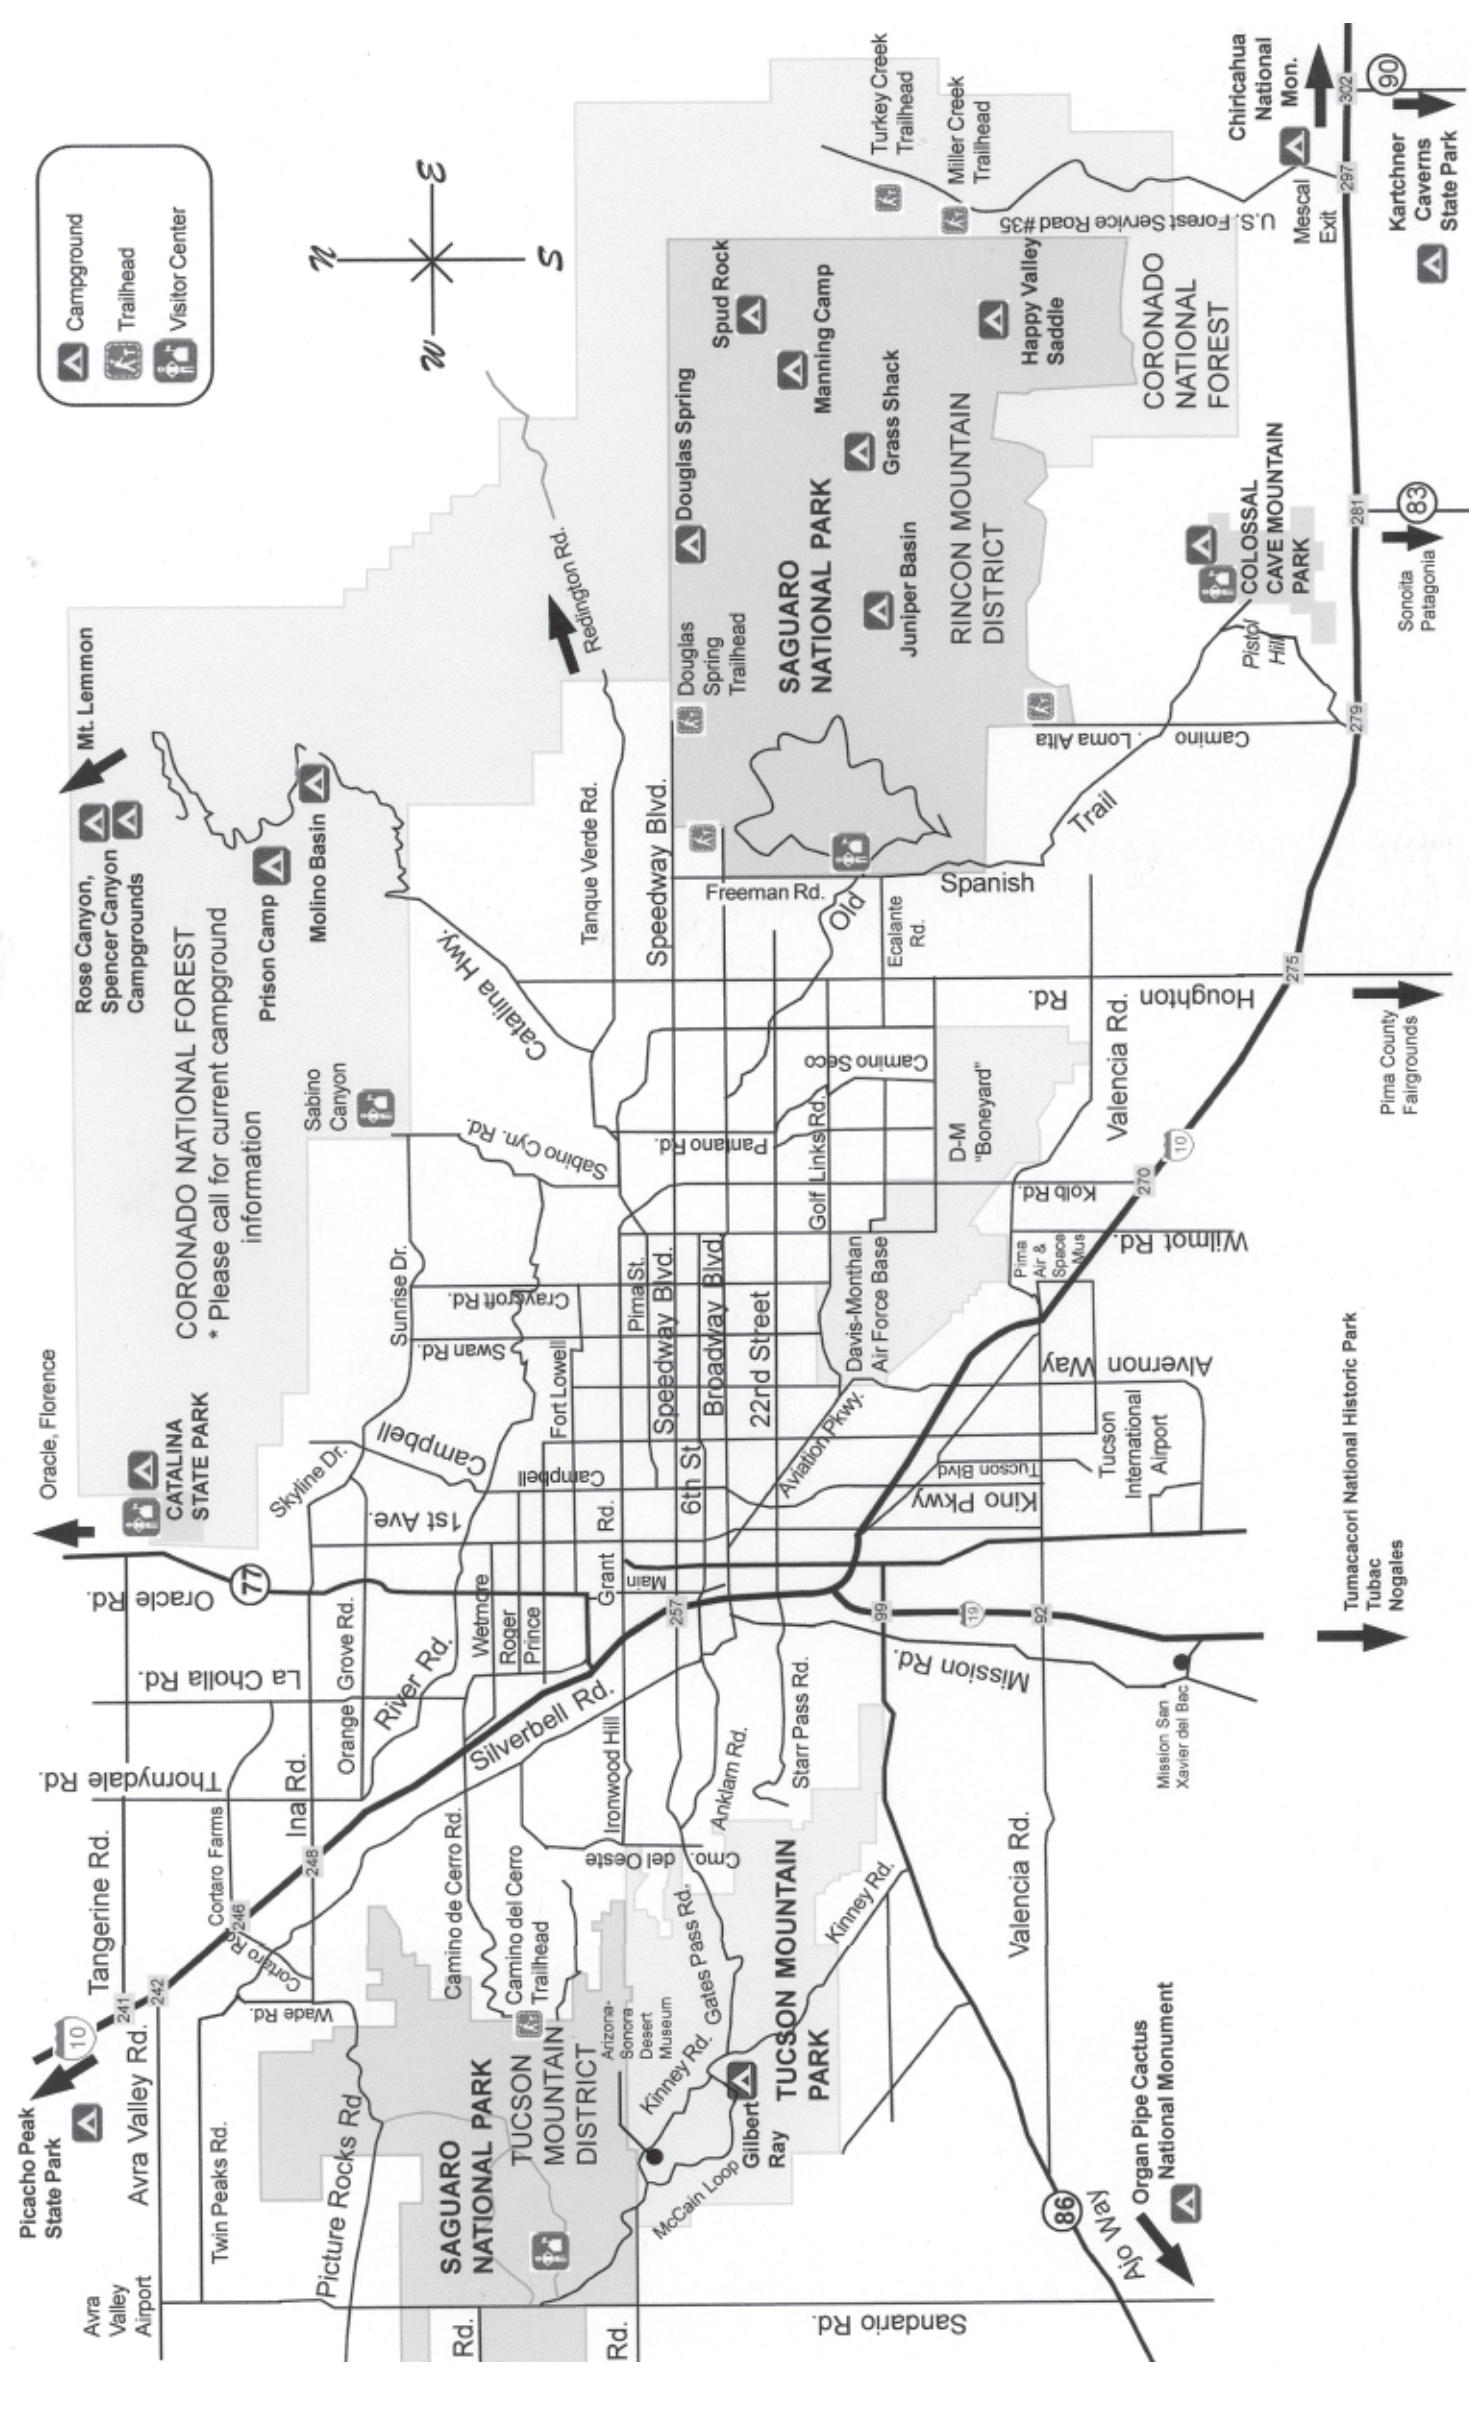 Campground
Trailhead
Visitor Center
N
E
S
W
Oracle, Florence
Mt. Lemmon
Rose Canyon,
Spencer Canyon
Campgrounds
CORONADO NATIONAL FOREST
* Please call for current campground
information
Prison Camp
Molino Basin
Sabino
Canyon
CATALINA
STATE PARK
Catalina Hwy.
Redington Rd.
Tanque Verde Rd.
Speedway Blvd.
Freeman Rd.
Old
Spanish
Trail
Escalante
Rd.
Douglas Spring
Douglas
Spring
Trailhead
Spud Rock
Manning Camp
Grass Shack
Juniper Basin
Happy Valley
Saddle
SAGUARO
NATIONAL PARK
RINCON MOUNTAIN
DISTRICT
CORONADO
NATIONAL
FOREST
Turkey Creek
Trailhead
Miller Creek
Trailhead
U.S. Forest Service Road #35
Mescal
Exit
Chiricahua
National
Mon.
302
90
297
Kartchner
Caverns
State Park
COLOSSAL
CAVE MOUNTAIN
PARK
Pistol
Hill
281
83
Sonoita
Patagonia
279
Camino Loma Alta
275
Houghton Rd.
Pima County
Fairgrounds
Valencia Rd.
10
270
Camino Seco
Golf Links Rd.
Pantano Rd.
Sabino Cyn. Rd.
Kolb Rd.
Wilmot Rd.
D-M
"Boneyard"
Pima
Air &
Space
Mus
Davis-Monthan
Air Force Base
Sunrise Dr.
Craycroft Rd.
Swan Rd.
Fort Lowell
Pima St.
Speedway Blvd.
Broadway Blvd.
22nd Street
Alvernon Way
Aviation Pkwy.
Skyline Dr.
Campbell
Campbell
1st Ave.
6th St
Grant Rd.
Main
Kino Pkwy
Tucson Blvd
Tucson
International
Airport
Tumacacori National Historic Park
Tubac
Nogales
Oracle Rd.
77
La Cholla Rd.
Orange Grove Rd.
River Rd.
Wetmore
Roger
Prince
257
99
19
92
Mission Rd.
Mission San
Xavier del Bac
Thornydale Rd.
Silverbell Rd.
Ironwood Hill
Anklam Rd.
Starr Pass Rd.
Tangerine Rd.
Cortaro Farms
Ina Rd.
248
246
Cortaro Rd
242
241
10
Camino de Cerro Rd.
Camino del Cerro
Trailhead
Cmo. del Oeste
Gates Pass Rd.
Kinney Rd.
Kinney Rd.
TUCSON MOUNTAIN
PARK
Valencia Rd.
Wade Rd.
Avra Valley Rd.
Twin Peaks Rd.
Picture Rocks Rd
Picacho Peak
State Park
Avra
Valley
Airport
SAGUARO
NATIONAL PARK
TUCSON
MOUNTAIN
DISTRICT
Arizona-
Sonora
Desert
Museum
McCain Loop
Gilbert
Ray
86
Ajo Way
Organ Pipe Cactus
National Monument
Sandario Rd.
Rd.
Rd.